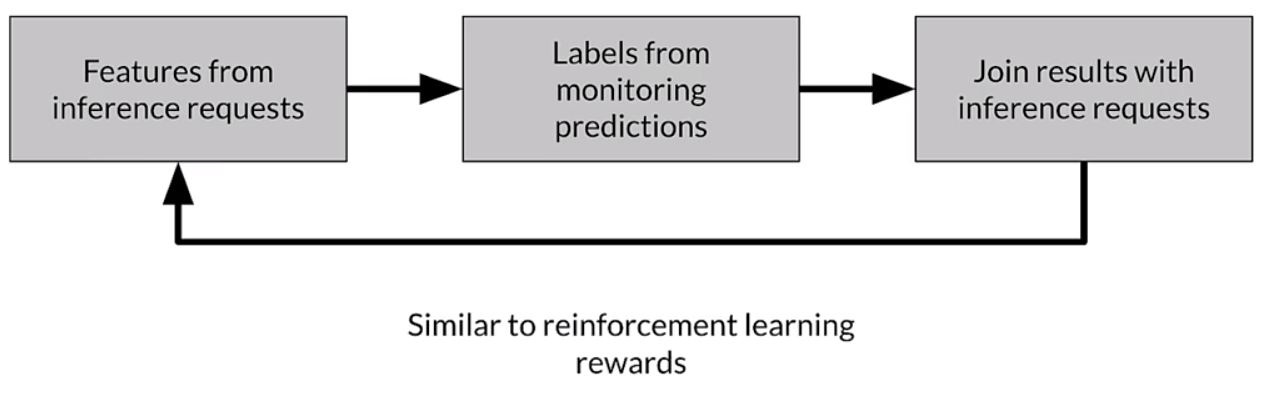 Features from
inference requests
Labels from
monitoring
predictions
Join results with
inference requests
Similar to reinforcement learning
rewards